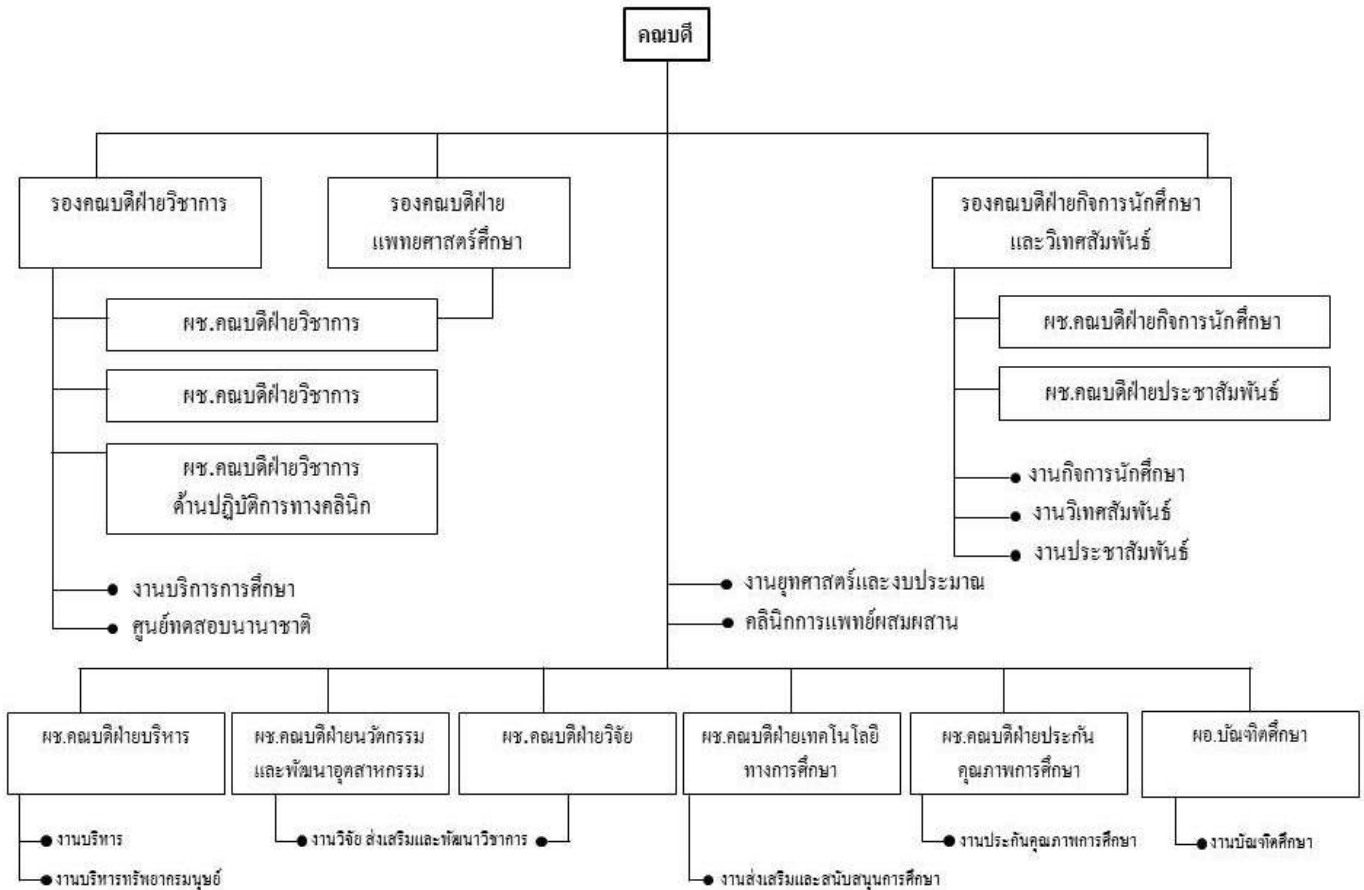 คณบดี
รองคณบดีฝ่ายวิชาการ
รองคณบดีฝ่าย
แพทยศาสตร์ศึกษา
รองคณบดีฝ่ายกิจการนักศึกษา
และวิเทศสัมพันธ์
ผช.คณบดีฝ่ายวิชาการ
ผช.คณบดีฝ่ายวิชาการ
ผช.คณบดีฝ่ายวิชาการ
ด้านปฏิบัติการทางคลินิก
งานบริการการศึกษา
ศูนย์ทดสอบนานาชาติ
ผช.คณบดีฝ่ายกิจการนักศึกษา
ผช.คณบดีฝ่ายประชาสัมพันธ์
งานกิจการนักศึกษา
งานวิเทศสัมพันธ์
งานประชาสัมพันธ์
งานยุทศาสตร์และงบประมาณ
คลินิกการแพทย์ผสมผสาน
ผช.คณบดีฝ่ายบริหาร
งานบริหาร
งานบริหารทรัพยากรมนุษย์
ผช.คณบดีฝ่ายนวัตกรรม
และพัฒนาอุตสาหกรรม
ผช.คณบดีฝ่ายวิจัย
งานวิจัย ส่งเสริมและพัฒนาวิชาการ
ผช.คณบดีฝ่ายเทคโนโลยี
ทางการศึกษา
งานส่งเสริมและสนับสนุนการศึกษา
ผช.คณบดีฝ่ายประกัน
คุณภาพการศึกษา
งานประกันคุณภาพการศึกษา
ผอ.บัณฑิตศึกษา
งานบัณฑิตศึกษา